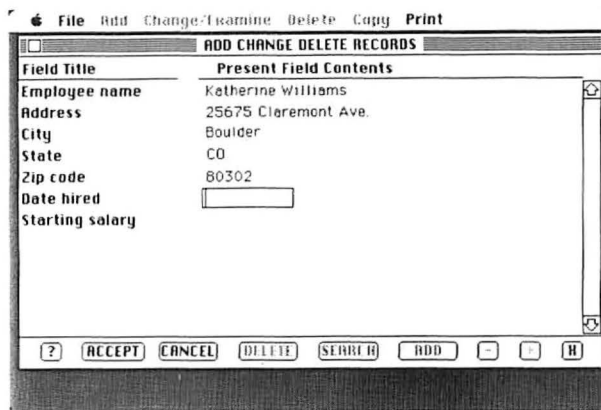 File Add Change/Examine Delete Copy Print
ADD CHANGE DELETE RECORDS
Field Title Present Field Contents
Employee name Katherine Williams
Address 25675 Claremont Ave.
City Boulder
State CO
Zip code 80302
Date hired
Starting salary
? ACCEPT CANCEL DELETE SEARCH ADD - + H